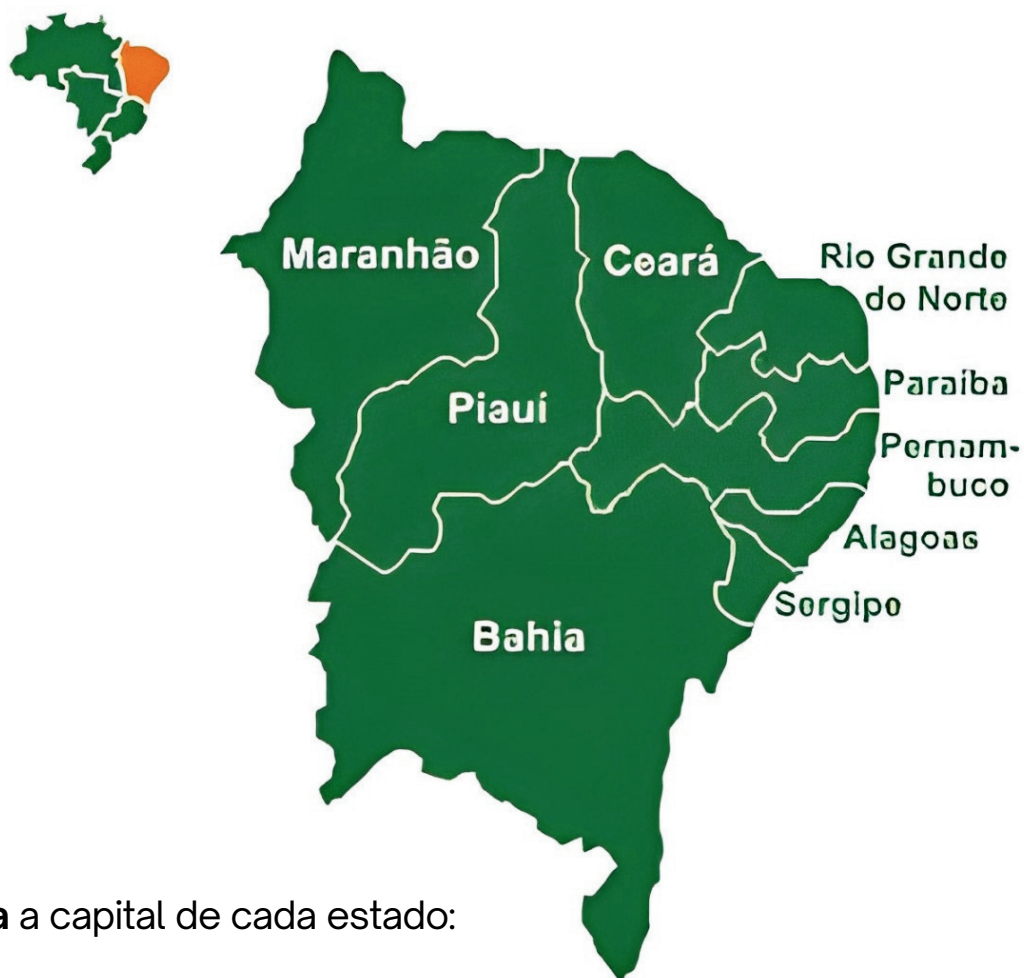 Maranhão
Ceará
Rio Grande
do Norte
Piauí
Paraíba
Pernam-
buco
Alagoas
Sergipe
Bahia
a a capital de cada estado: